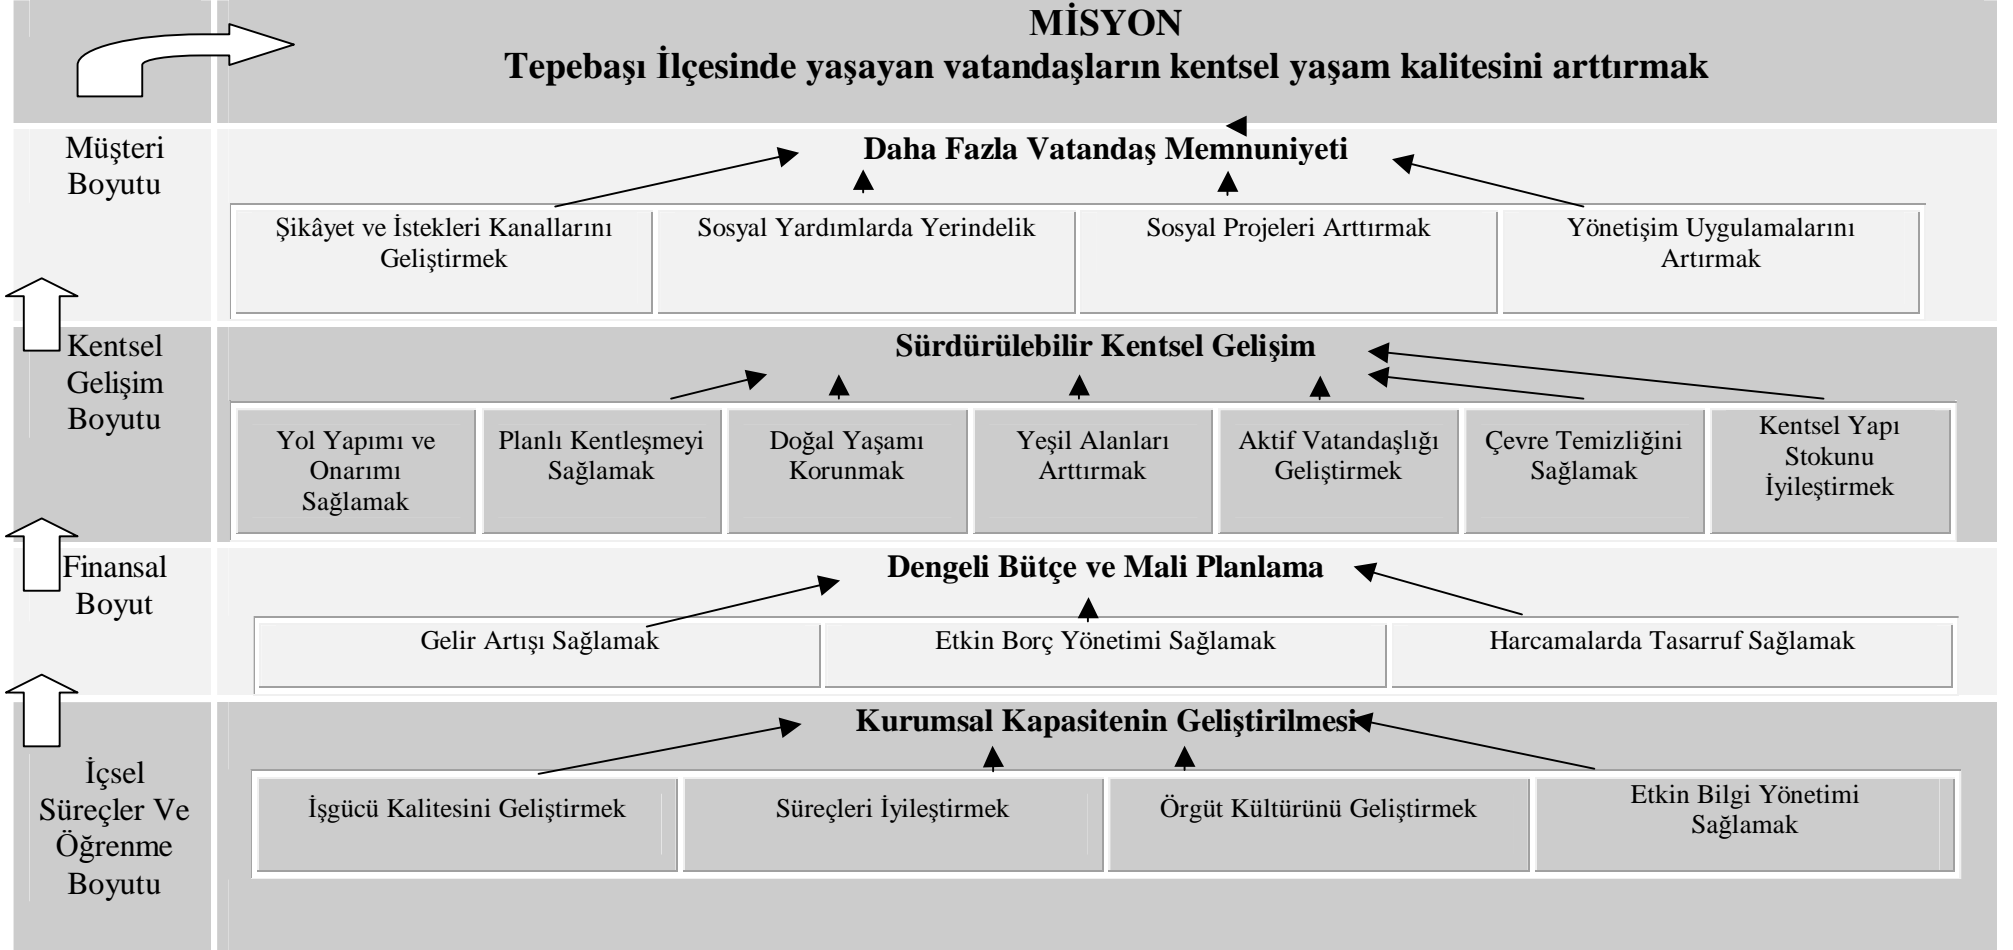 MİSYON
Tepebaşı İlçesinde yaşayan vatandaşların kentsel yaşam kalitesini arttırmak
Müşteri
Boyutu
Daha Fazla Vatandaş Memnuniyeti
Şikâyet ve İstekleri Kanallarını
Geliştirmek
Sosyal Yardımlarda Yerindelik
Sosyal Projeleri Arttırmak
Yönetişim Uygulamalarını
Artırmak
Kentsel
Gelişim
Boyutu
Sürdürülebilir Kentsel Gelişim
Yol Yapımı ve
Onarımı
Sağlamak
Planlı Kentleşmeyi
Sağlamak
Doğal Yaşamı
Korunmak
Yeşil Alanları
Arttırmak
Aktif Vatandaşlığı
Geliştirmek
Çevre Temizliğini
Sağlamak
Kentsel Yapı
Stokunu
İyileştirmek
Finansal
Boyut
Dengeli Bütçe ve Mali Planlama
Gelir Artışı Sağlamak
Etkin Borç Yönetimi Sağlamak
Harcamalarda Tasarruf Sağlamak
İçsel
Süreçler Ve
Öğrenme
Boyutu
Kurumsal Kapasitenin Geliştirilmesi
İşgücü Kalitesini Geliştirmek
Süreçleri İyileştirmek
Örgüt Kültürünü Geliştirmek
Etkin Bilgi Yönetimi
Sağlamak